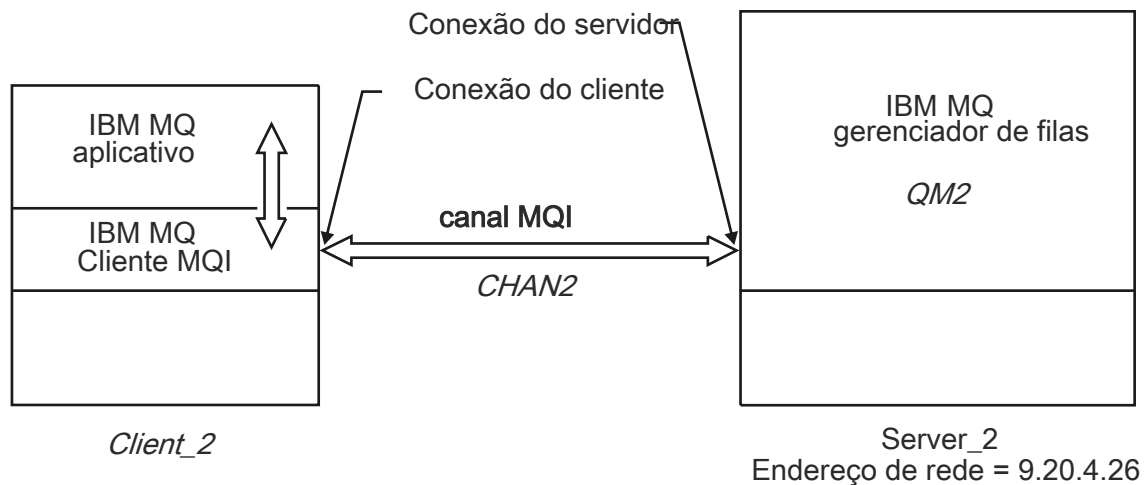 Conexão do servidor
Conexão do cliente
IBM MQ
aplicativo
IBM MQ
Cliente MQI
canal MQI
CHAN2
IBM MQ
gerenciador de filas
QM2
Client_2
Server_2
Endereço de rede = 9.20.4.26